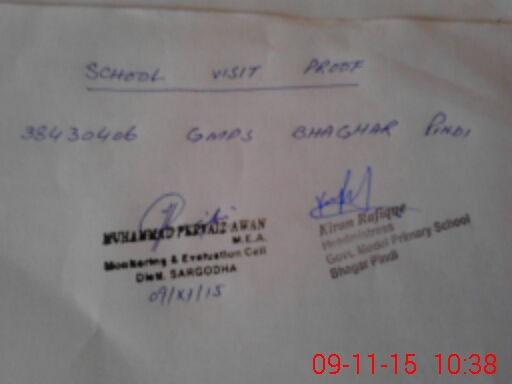 SCHOOL VISIT PROOF
38430406 GMPS BHAGHAR PINDI
MUHAMMAD PERVAIZ AWAN
M.E.A.
Monitoring & Evaluation Cell
Distt. SARGODHA
09/XI/15
Kiran Rafique
Headmistress
Govt. Model Primary School
Bhagar Pindi
09-11-15 10:38